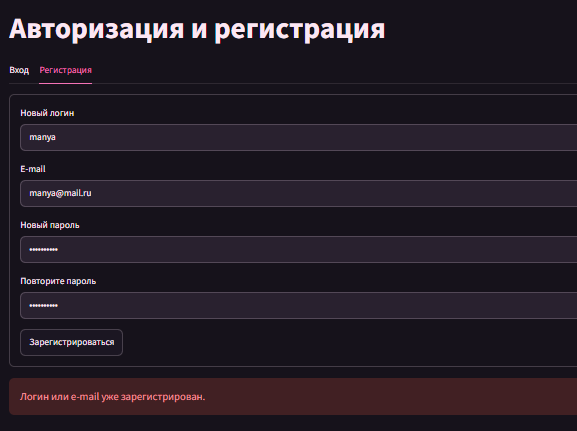 Авторизация и регистрация
Вход Регистрация
Новый логин
manya
E-mail
manya@mail.ru
Новый пароль
••••••••••
Повторите пароль
••••••••••
Зарегистрироваться
Логин или e-mail уже зарегистрирован.